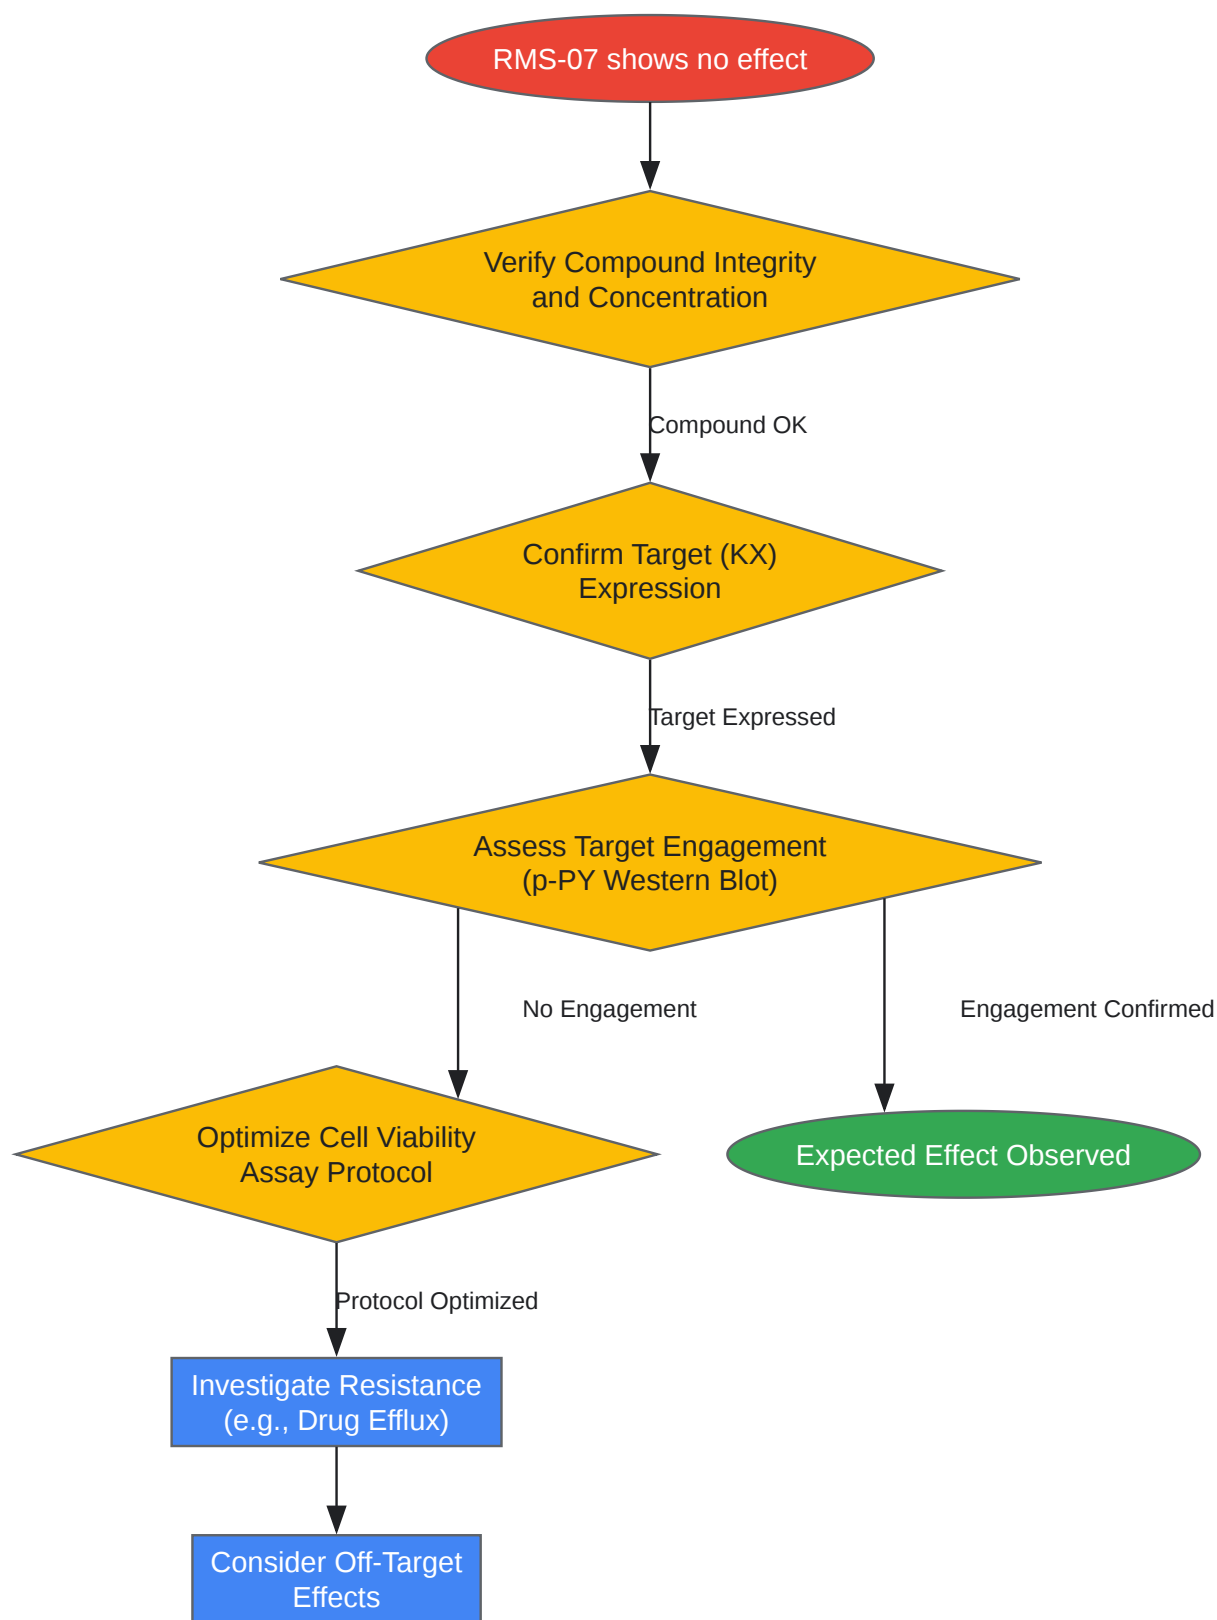 RMS-07 shows no effect
Verify Compound Integrity
and Concentration
Compound OK
Confirm Target (KX)
Expression
Target Expressed
Assess Target Engagement
(p-PY Western Blot)
No Engagement
Engagement Confirmed
Optimize Cell Viability
Assay Protocol
Expected Effect Observed
Protocol Optimized
Investigate Resistance
(e.g., Drug Efflux)
Consider Off-Target
Effects